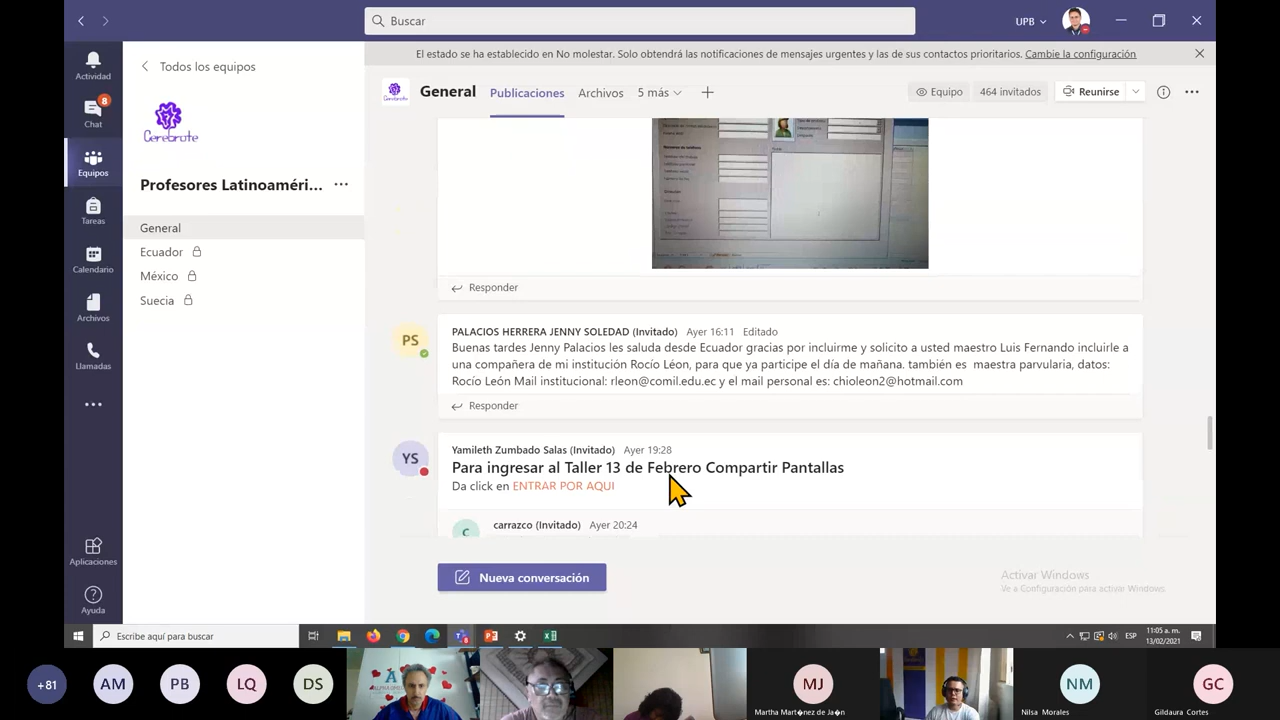 Buscar
UPB
Actividad
Chat
8
Equipos
Tareas
Calendario
Archivos
Llamadas
Aplicaciones
Ayuda
Todos los equipos
Cerebrote
Profesores Latinoaméri...
General
Ecuador
México
Suecia
El estado se ha establecido en No molestar. Solo obtendrá las notificaciones de mensajes urgentes y las de sus contactos prioritarios. Cambie la configuración
General
Publicaciones
Archivos
5 más
Equipo
464 invitados
Reunirse
Responder
PS
PALACIOS HERRERA JENNY SOLEDAD (Invitado) Ayer 16:11 Editado
Buenas tardes Jenny Palacios les saluda desde Ecuador gracias por incluirme y solicito a usted maestro Luis Fernando incluirle a
una compañera de mi institución Rocío Léon, para que ya participe el día de mañana. también es maestra parvularia, datos:
Rocío León Mail institucional: rleon@comil.edu.ec y el mail personal es: chioleon2@hotmail.com
Responder
YS
Yamileth Zumbado Salas (Invitado) Ayer 19:28
Para ingresar al Taller 13 de Febrero Compartir Pantallas
Da click en ENTRAR POR AQUI
C
carrazco (Invitado) Ayer 20:24
Nueva conversación
Activar Windows
Ve a Configuración para activar Windows.
Escribe aquí para buscar
ESP
11:05 a. m.
13/02/2021
+81
AM
PB
LQ
DS
MJ
Martha Mart�nez de Ja�n
NM
Nilsa Morales
GC
Gildaura Cortes